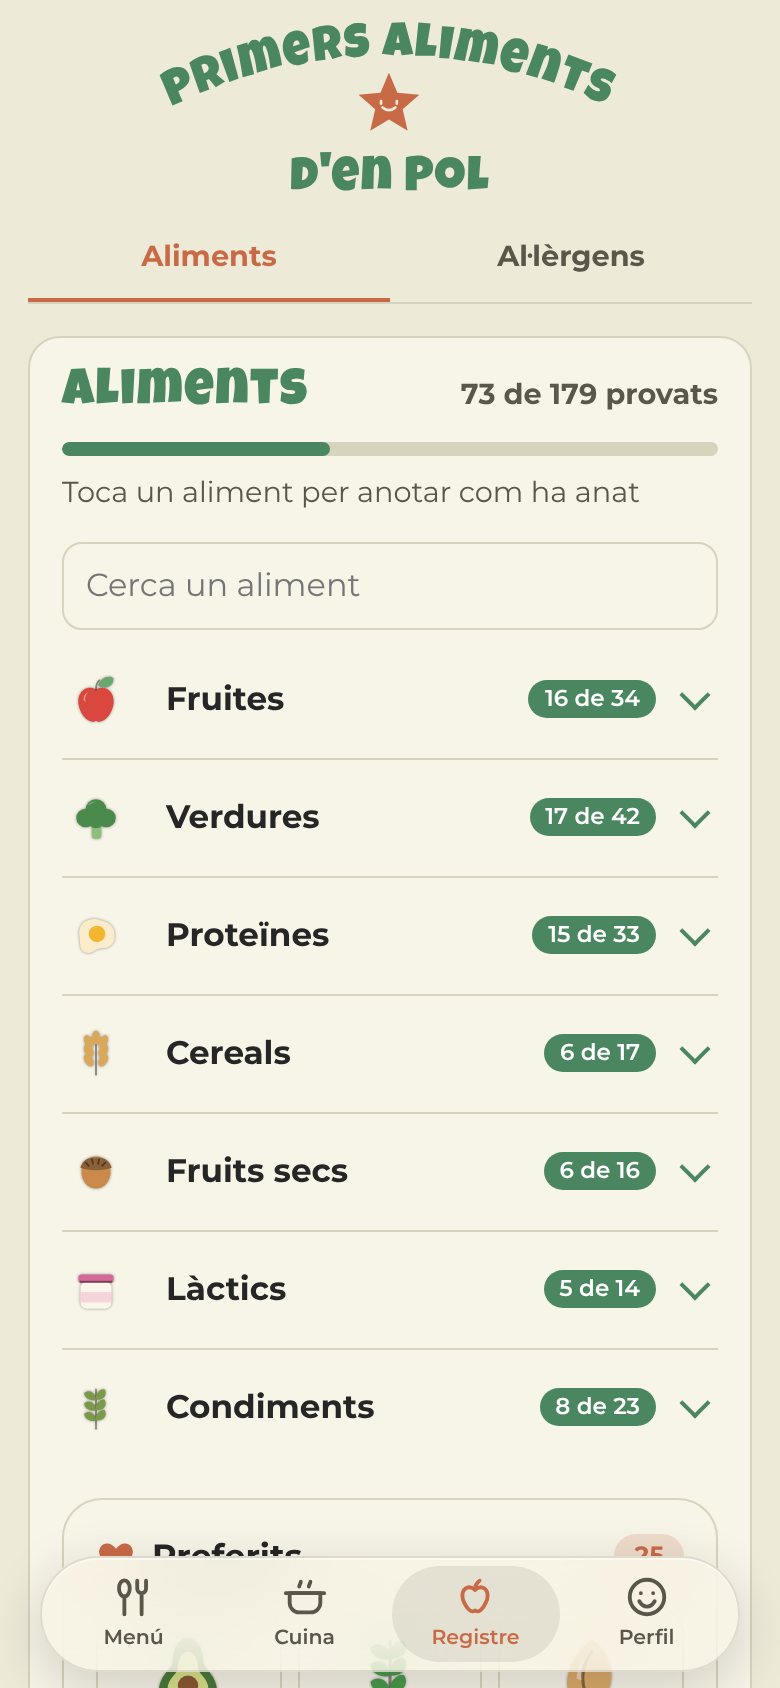 PRIMERS ALIMENTS
D'en POL
Aliments
Al·lèrgens
ALIMENTS
73 de 179 provats
Toca un aliment per anotar com ha anat
Cerca un aliment
Fruites
16 de 34
Verdures
17 de 42
Proteïnes
15 de 33
Cereals
6 de 17
Fruits secs
6 de 16
Làctics
5 de 14
Condiments
8 de 23
Preferits
25
Menú
Cuina
Registre
Perfil